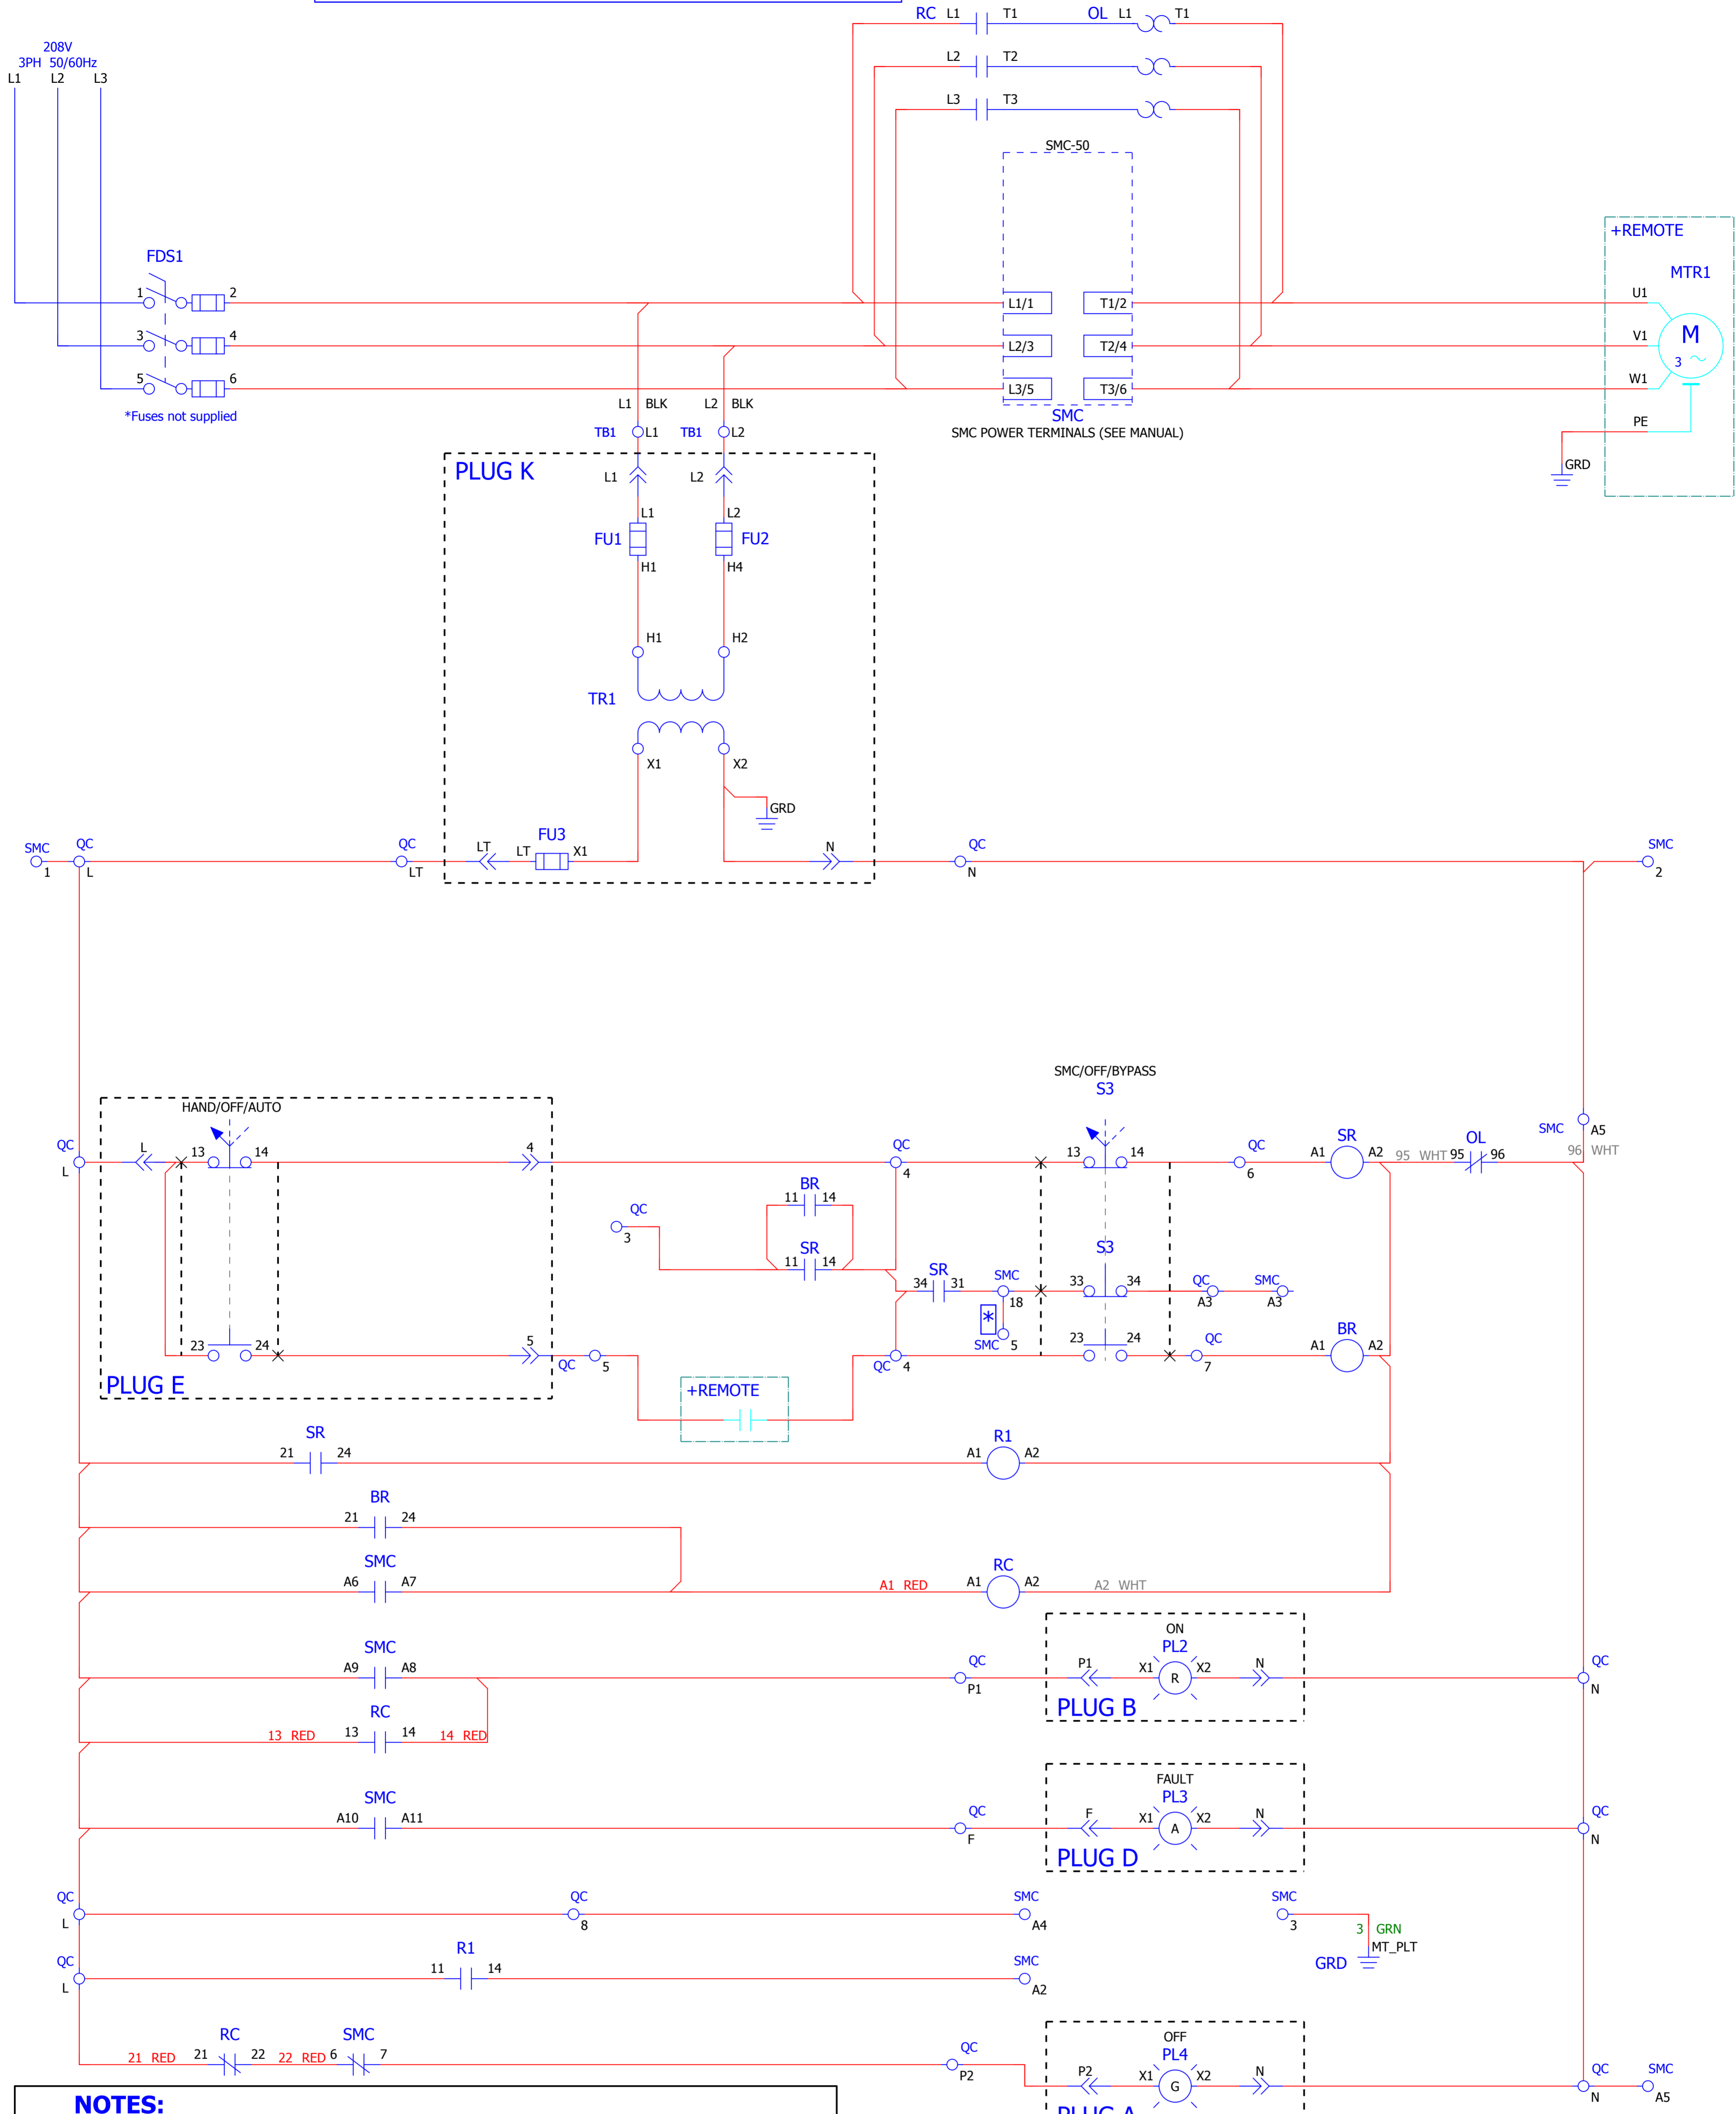 RC L1 T1 OL L1 T1
208V
3PH 50/60Hz
L1 L2 L3
L2 T2
L3 T3
SMC-50
+REMOTE
MTR1
FDS1
1 2
L1/1 T1/2
U1
3 4
L2/3 T2/4
V1
M
3
5 6
L3/5 T3/6
W1
*Fuses not supplied
L1 BLK L2 BLK
SMC
SMC POWER TERMINALS (SEE MANUAL)
PE
TB1 L1 TB1 L2
GRD
PLUG K
L1 L2
L1 L2
FU1 FU2
H1 H4
H1 H2
TR1
X1 X2
GRD
FU3
SMC QC QC LT LT X1 N QC SMC
1 L LT N 2
SMC/OFF/BYPASS
S3
HAND/OFF/AUTO
SMC A5
QC L 13 14 4 QC 13 14 QC SR OL
L 4 6 A1 A2 95 WHT 95 96 96 WHT
BR
11 14
QC
3
SR
11 14
S3
SR
34 31 SMC 33 34 QC SMC
18 A3 A3
*
SMC 5
BR
23 24 5 23 24 QC A1 A2
QC 5 QC 4 7
PLUG E
+REMOTE
SR R1
21 24 A1 A2
BR
21 24
SMC RC
A6 A7 A1 RED A1 A2 A2 WHT
ON
SMC PL2
A9 A8 QC P1 X1 R X2 N QC
P1 N
PLUG B
RC
13 RED 13 14 14 RED
FAULT
SMC PL3
A10 A11 QC F X1 A X2 N QC
F N
PLUG D
QC QC SMC SMC
L 8 A4 3
3 GRN
MT_PLT
GRD
QC R1 SMC
L 11 14 A2
OFF
RC SMC PL4
21 RED 21 22 22 RED 6 7 QC P2 X1 G X2 N QC SMC
P2 N A5
NOTES:
PLUG A